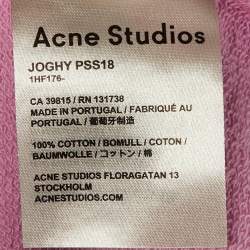 Acne Studios
JOGHY PSS18
1HF176-
CA 39815 / RN 131738
MADE IN PORTUGAL / FABRIQUÉ AU
PORTUGAL / 葡萄牙制造
100% COTTON / BOMULL / COTON /
BAUMWOLLE / コットン / 棉
ACNE STUDIOS FLORAGATAN 13
STOCKHOLM
ACNESTUDIOS.COM